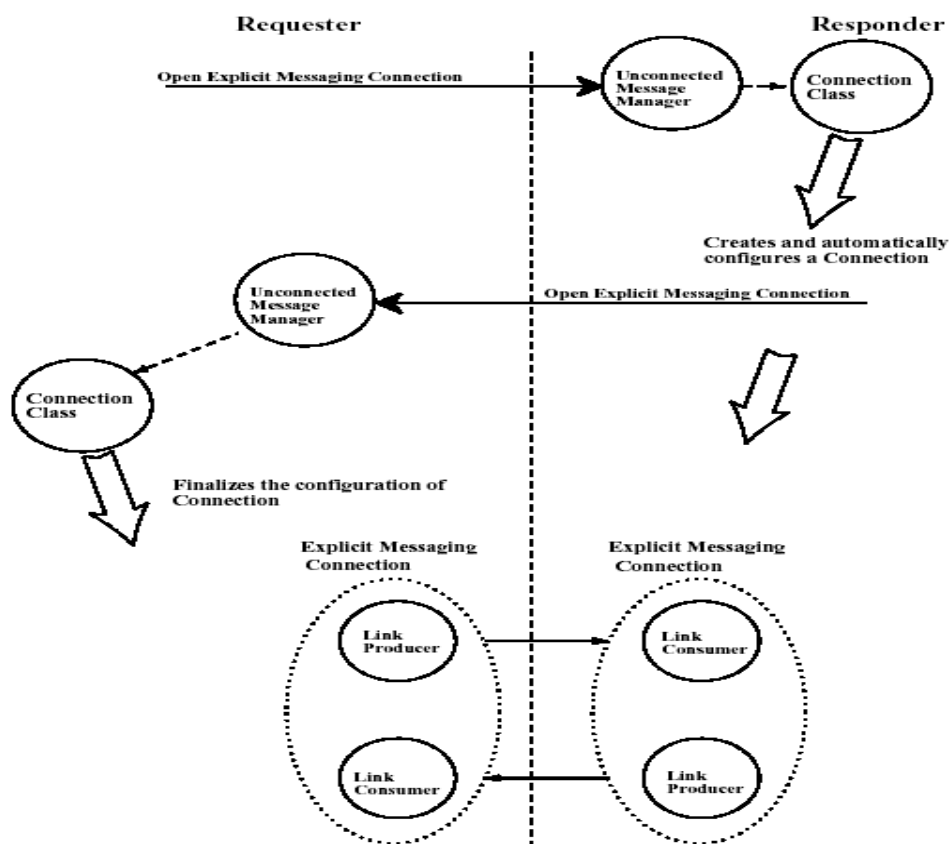 Requester
Responder
Open Explicit Messaging Connection
Unconnected
Message
Manager
Connection
Class
Creates and automatically
configures a Connection
Unconnected
Message
Manager
Open Explicit Messaging Connection
Connection
Class
Finalizes the configuration of
Connection
Explicit Messaging
Connection
Explicit Messaging
Connection
Link
Producer
Link
Consumer
Link
Consumer
Link
Producer